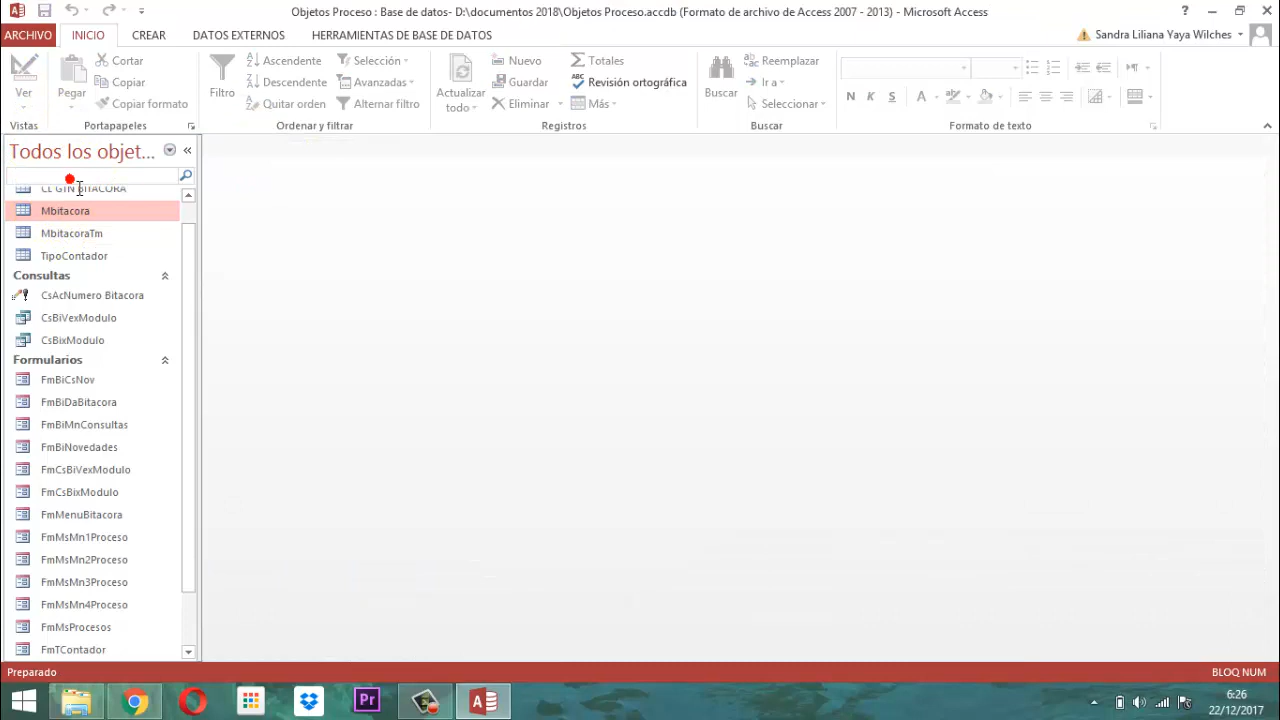 Objetos Proceso : Base de datos- D:\documentos 2018\Objetos Proceso.accdb (Formato de archivo de Access 2007 - 2013) - Microsoft Access
ARCHIVO INICIO CREAR DATOS EXTERNOS HERRAMIENTAS DE BASE DE DATOS Sandra Liliana Yaya Wilches
Ver
Vistas
Pegar
Cortar
Copiar
Copiar formato
Portapapeles
Filtro
Ascendente
Descendente
Quitar orden
Selección
Avanzadas
Alternar filtro
Ordenar y filtrar
Actualizar
todo
Nuevo
Guardar
Eliminar
Totales
Revisión ortográfica
Más
Registros
Buscar
Reemplazar
Ir a
Seleccionar
Buscar
N K S A
Formato de texto
Todos los objet...
CL GTN BITACORA
Mbitacora
MbitacoraTm
TipoContador
Consultas
CsAcNumero Bitacora
CsBiVexModulo
CsBixModulo
Formularios
FmBiCsNov
FmBiDaBitacora
FmBiMnConsultas
FmBiNovedades
FmCsBiVexModulo
FmCsBixModulo
FmMenuBitacora
FmMsMn1Proceso
FmMsMn2Proceso
FmMsMn3Proceso
FmMsMn4Proceso
FmMsProcesos
FmTContador
Preparado BLOQ NUM
Pr
6:26
22/12/2017